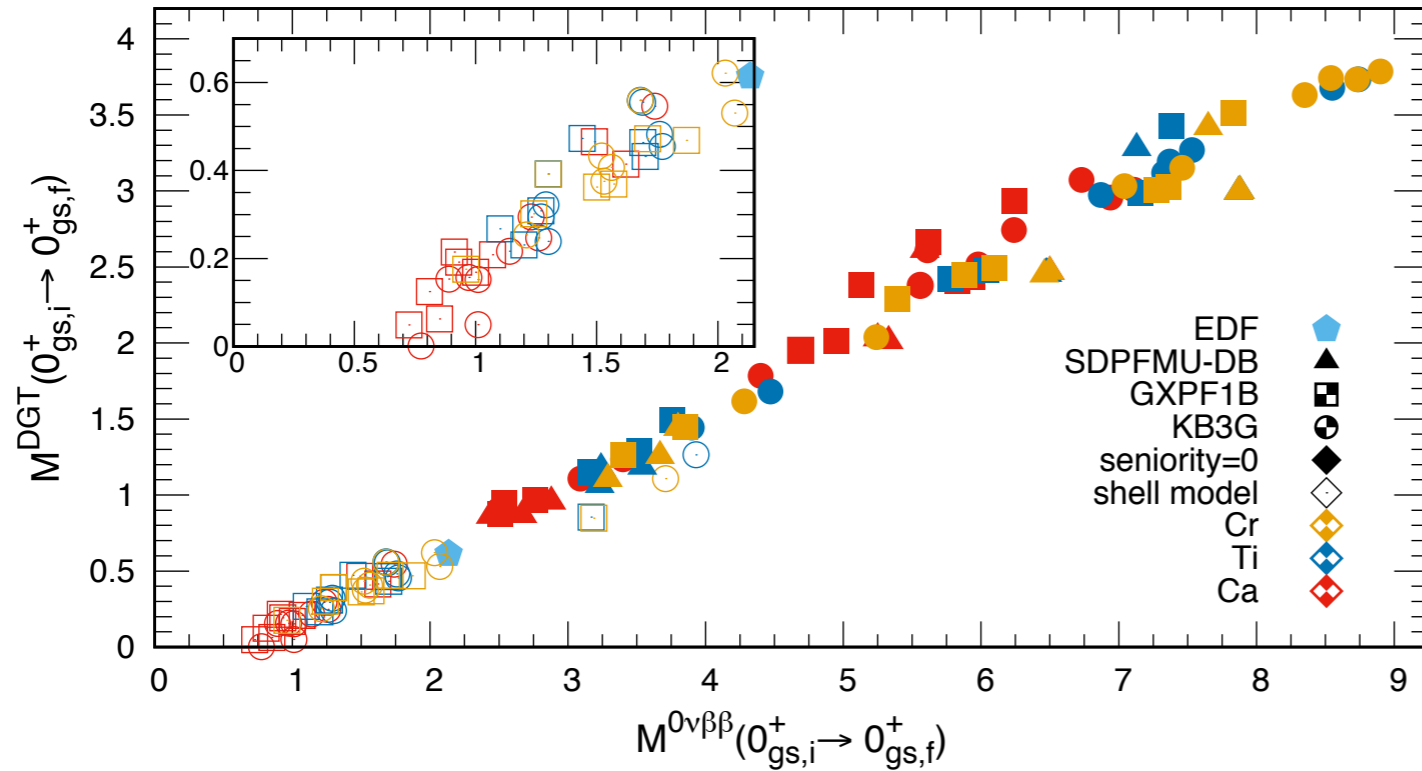 M^DGT(0^+_gs,i → 0^+_gs,f)
4
3.5
3
2.5
2
1.5
1
0.5
0
0.6
0.4
0.2
0
0 0.5 1 1.5 2
EDF
SDPFMU-DB
GXPF1B
KB3G
seniority=0
shell model
Cr
Ti
Ca
0 1 2 3 4 5 6 7 8 9
M^0νββ(0^+_gs,i → 0^+_gs,f)